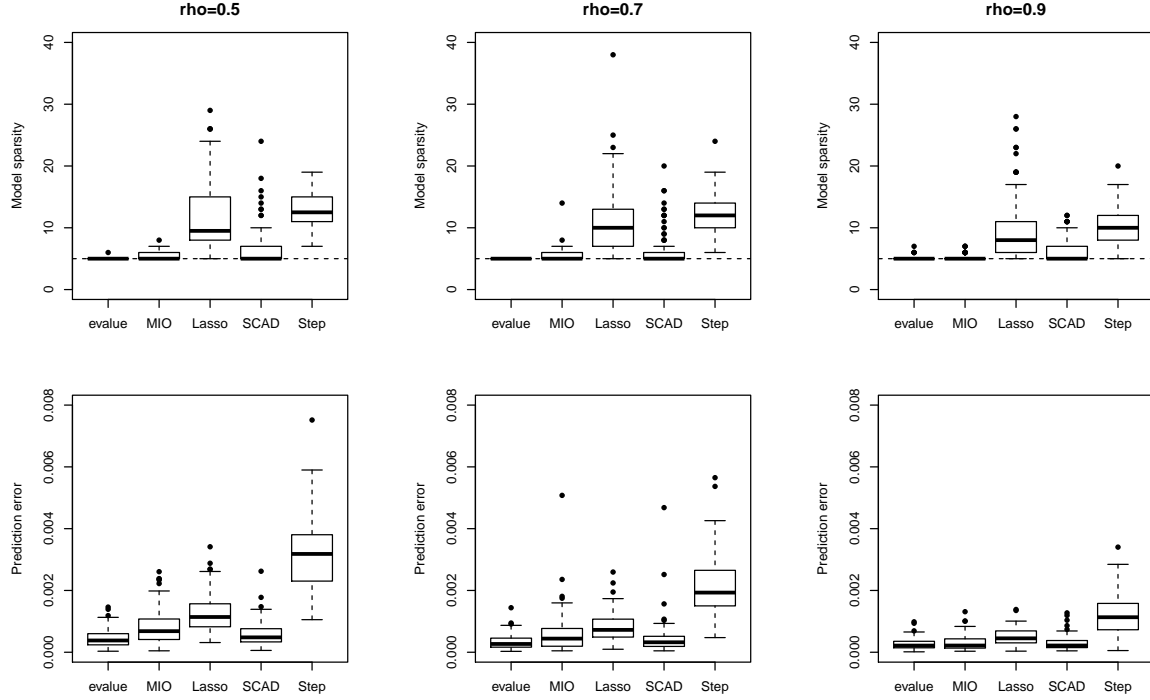 rho=0.5
rho=0.7
rho=0.9
Model sparsity
0 10 20 30 40
evalue MIO Lasso SCAD Step
Model sparsity
0 10 20 30 40
evalue MIO Lasso SCAD Step
Model sparsity
0 10 20 30 40
evalue MIO Lasso SCAD Step
Prediction error
0.000 0.002 0.004 0.006 0.008
evalue MIO Lasso SCAD Step
Prediction error
0.000 0.002 0.004 0.006 0.008
evalue MIO Lasso SCAD Step
Prediction error
0.000 0.002 0.004 0.006 0.008
evalue MIO Lasso SCAD Step